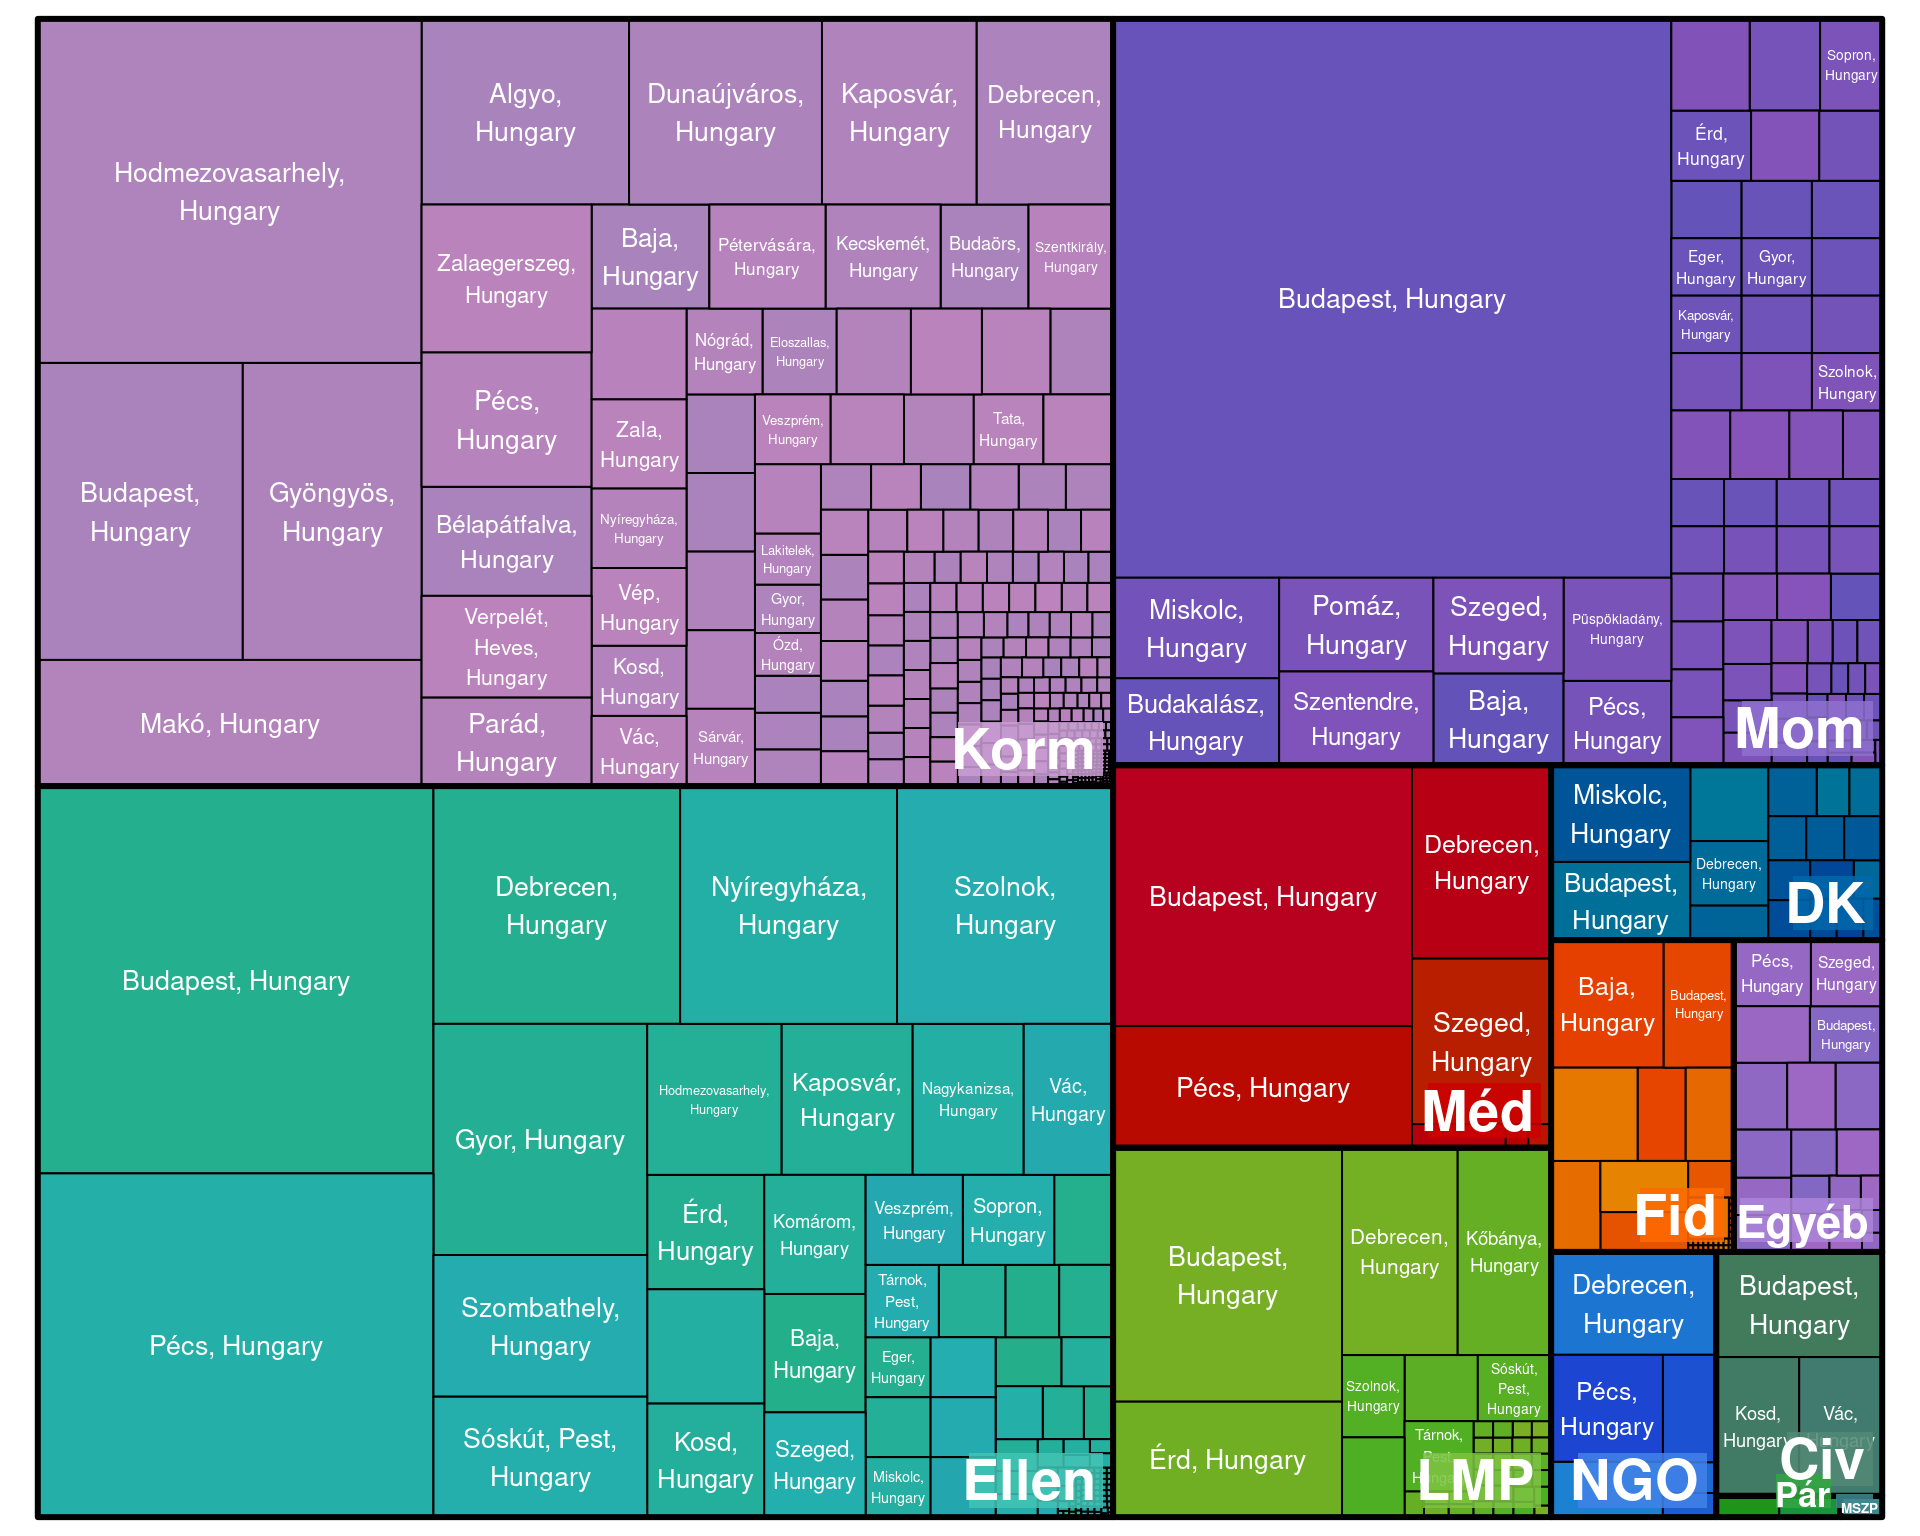 Hodmezovasarhely,
Hungary
Algyo,
Hungary
Dunaújváros,
Hungary
Kaposvár,
Hungary
Debrecen,
Hungary
Zalaegerszeg,
Hungary
Baja,
Hungary
Pétervására,
Hungary
Kecskemét,
Hungary
Budaörs,
Hungary
Szentkirály,
Hungary
Nógrád,
Hungary
Eloszallas,
Hungary
Budapest,
Hungary
Gyöngyös,
Hungary
Pécs,
Hungary
Zala,
Hungary
Veszprém,
Hungary
Tata,
Hungary
Bélapátfalva,
Hungary
Nyíregyháza,
Hungary
Lakitelek,
Hungary
Vép,
Hungary
Gyor,
Hungary
Verpelét,
Heves,
Hungary
Ózd,
Hungary
Kosd,
Hungary
Makó, Hungary
Parád,
Hungary
Vác,
Hungary
Sárvár,
Hungary
Korm
Budapest, Hungary
Sopron,
Hungary
Érd,
Hungary
Eger,
Hungary
Gyor,
Hungary
Kaposvár,
Hungary
Szolnok,
Hungary
Miskolc,
Hungary
Pomáz,
Hungary
Szeged,
Hungary
Püspökladány,
Hungary
Budakalász,
Hungary
Szentendre,
Hungary
Baja,
Hungary
Pécs,
Hungary
Mom
Budapest, Hungary
Debrecen,
Hungary
Nyíregyháza,
Hungary
Szolnok,
Hungary
Gyor, Hungary
Hodmezovasarhely,
Hungary
Kaposvár,
Hungary
Nagykanizsa,
Hungary
Vác,
Hungary
Érd,
Hungary
Komárom,
Hungary
Veszprém,
Hungary
Sopron,
Hungary
Pécs, Hungary
Szombathely,
Hungary
Tárnok,
Pest,
Hungary
Baja,
Hungary
Eger,
Hungary
Sóskút, Pest,
Hungary
Kosd,
Hungary
Szeged,
Hungary
Miskolc,
Hungary
Ellen
Budapest, Hungary
Debrecen,
Hungary
Szeged,
Hungary
Pécs, Hungary
Méd
Miskolc,
Hungary
Budapest,
Hungary
Debrecen,
Hungary
DK
Baja,
Hungary
Budapest,
Hungary
Fid
Pécs,
Hungary
Szeged,
Hungary
Budapest,
Hungary
Egyéb
Budapest,
Hungary
Debrecen,
Hungary
Kőbánya,
Hungary
Szolnok,
Hungary
Sóskút,
Pest,
Hungary
Érd, Hungary
Tárnok,
Pest,
LMP
Debrecen,
Hungary
Pécs,
Hungary
NGO
Budapest,
Hungary
Kosd,
Hungary
Vác,
Hungary
Civ
Pár
MSZP